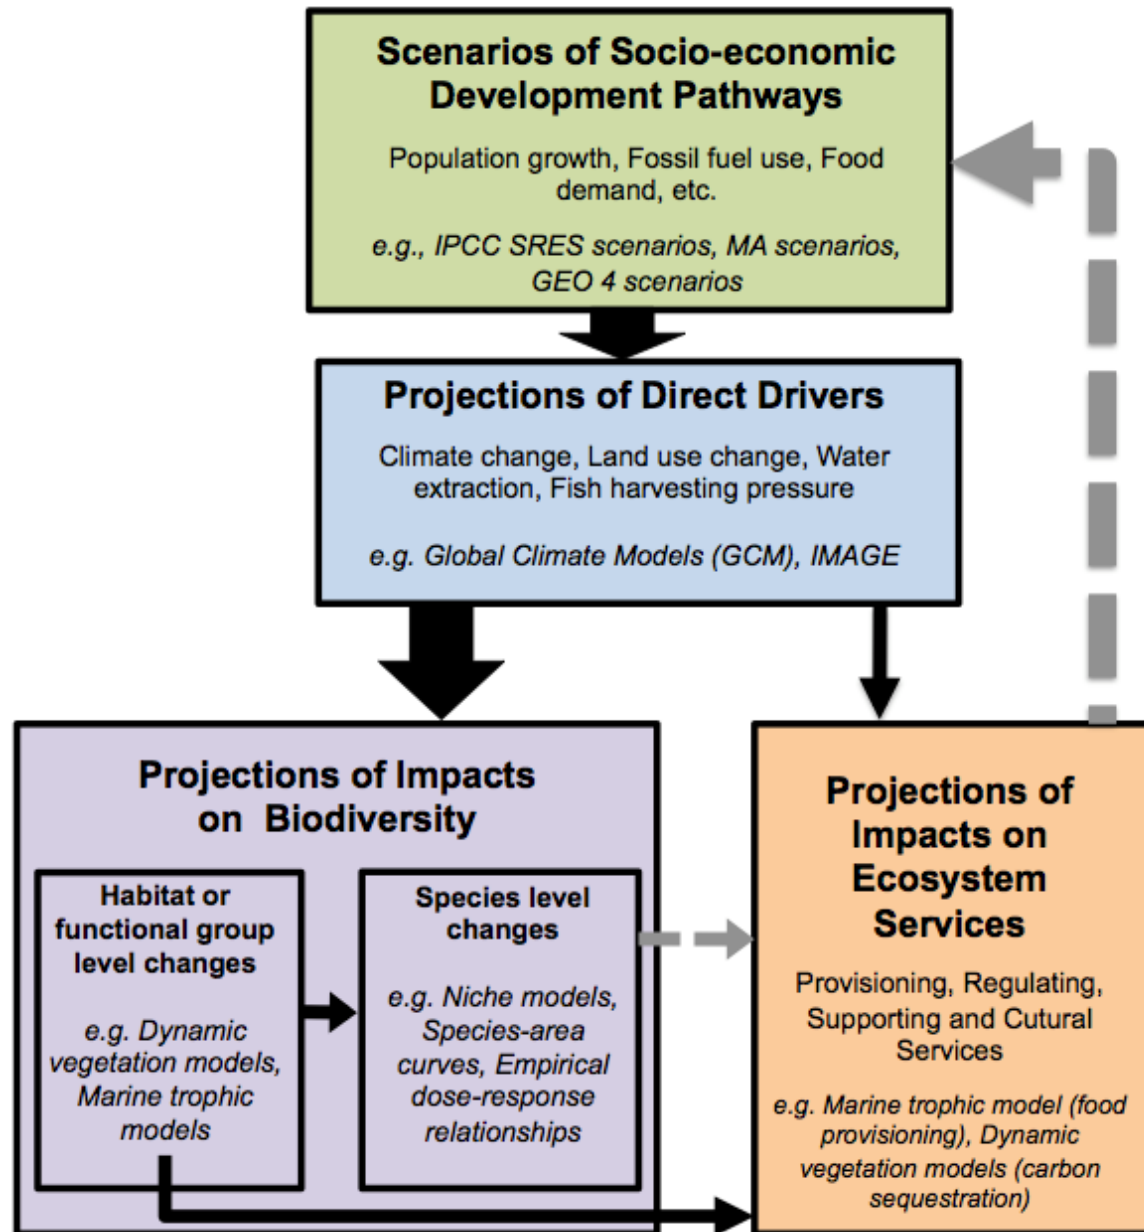 Scenarios of Socio-economic
Development Pathways
Population growth, Fossil fuel use, Food
demand, etc.
e.g., IPCC SRES scenarios, MA scenarios,
GEO 4 scenarios
Projections of Direct Drivers
Climate change, Land use change, Water
extraction, Fish harvesting pressure
e.g. Global Climate Models (GCM), IMAGE
Projections of Impacts
on Biodiversity
Habitat or
functional group
level changes
e.g. Dynamic
vegetation models,
Marine trophic
models
Species level
changes
e.g. Niche models,
Species-area
curves, Empirical
dose-response
relationships
Projections of
Impacts on
Ecosystem
Services
Provisioning, Regulating,
Supporting and Cutural
Services
e.g. Marine trophic model (food
provisioning), Dynamic
vegetation models (carbon
sequestration)